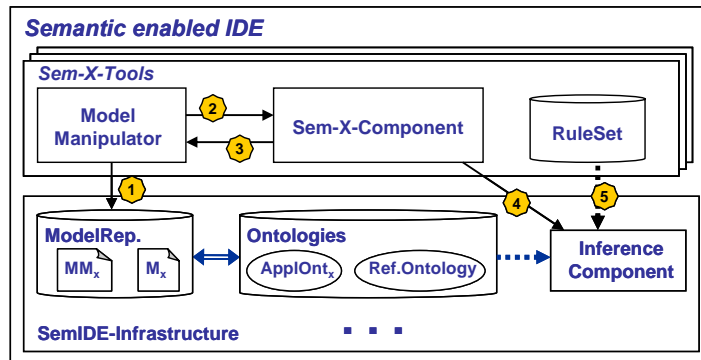 Semantic enabled IDE
Sem-X-Tools
Model
Manipulator
2
3
Sem-X-Component
RuleSet
1
4
5
ModelRep.
MMx
Mx
Ontologies
ApplOntx
Ref.Ontology
Inference
Component
SemIDE-Infrastructure